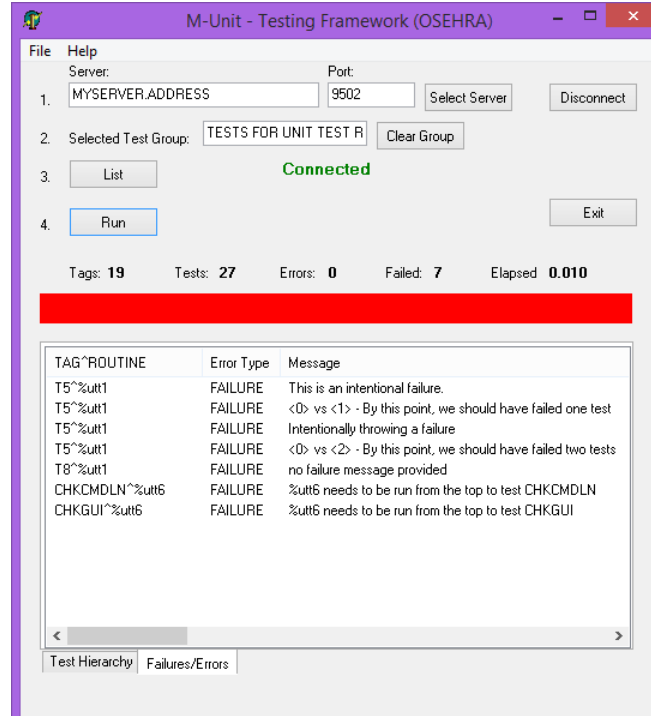 M-Unit - Testing Framework (OSEHRA)
File Help
Server: Port:
1. MYSERVER.ADDRESS 9502 Select Server Disconnect
2. Selected Test Group: TESTS FOR UNIT TEST R Clear Group
3. List Connected
4. Run Exit
Tags: 19 Tests: 27 Errors: 0 Failed: 7 Elapsed 0.010
TAG^ROUTINE Error Type Message
T5^%utt1 FAILURE This is an intentional failure.
T5^%utt1 FAILURE <0> vs <1> - By this point, we should have failed one test
T5^%utt1 FAILURE Intentionally throwing a failure
T5^%utt1 FAILURE <0> vs <2> - By this point, we should have failed two tests
T8^%utt1 FAILURE no failure message provided
CHKCMDLN^%utt6 FAILURE %utt6 needs to be run from the top to test CHKCMDLN
CHKGUI^%utt6 FAILURE %utt6 needs to be run from the top to test CHKGUI
Test Hierarchy Failures/Errors